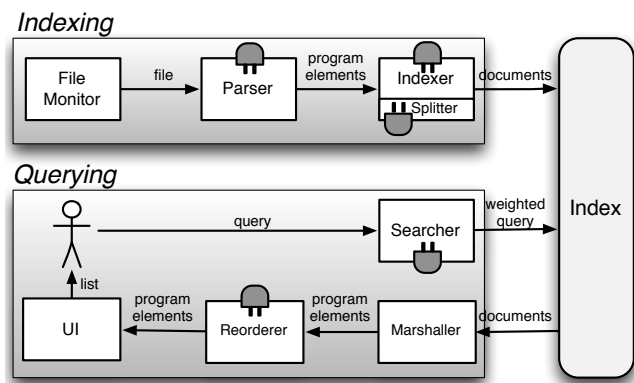 Indexing
File
Monitor
file
Parser
program
elements
Indexer
Splitter
documents
Index
Querying
query
Searcher
weighted
query
list
UI
program
elements
Reorderer
program
elements
Marshaller
documents